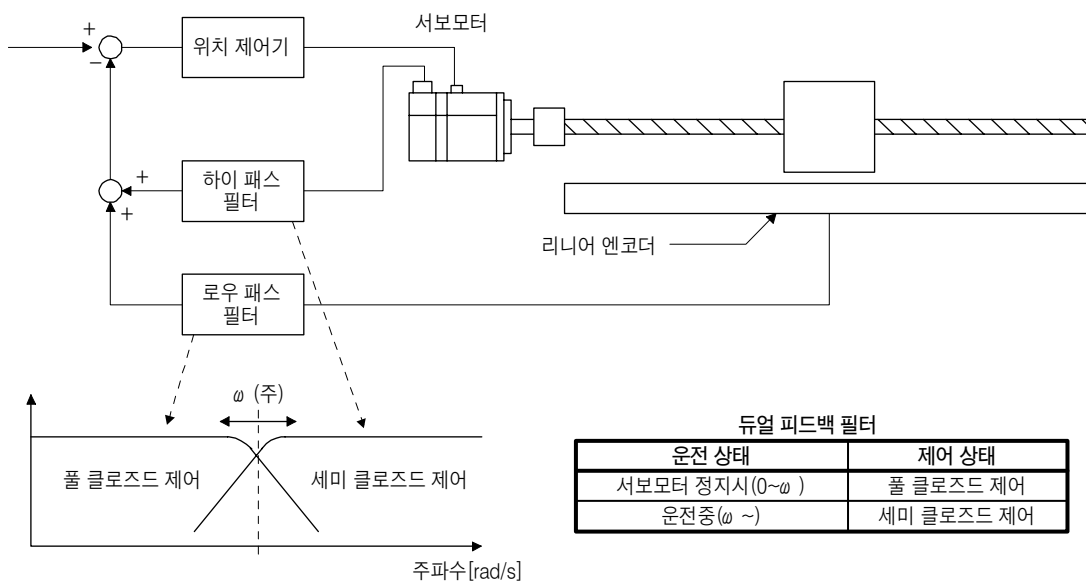 서보모터
+
위치 제어기
−
하이 패스
필터
+
+
리니어 엔코더
로우 패스
필터
ω (주)
풀 클로즈드 제어
세미 클로즈드 제어
주파수[rad/s]
듀얼 피드백 필터
운전 상태 제어 상태
서보모터 정지시(0~ω ) 풀 클로즈드 제어
운전중(ω ~) 세미 클로즈드 제어